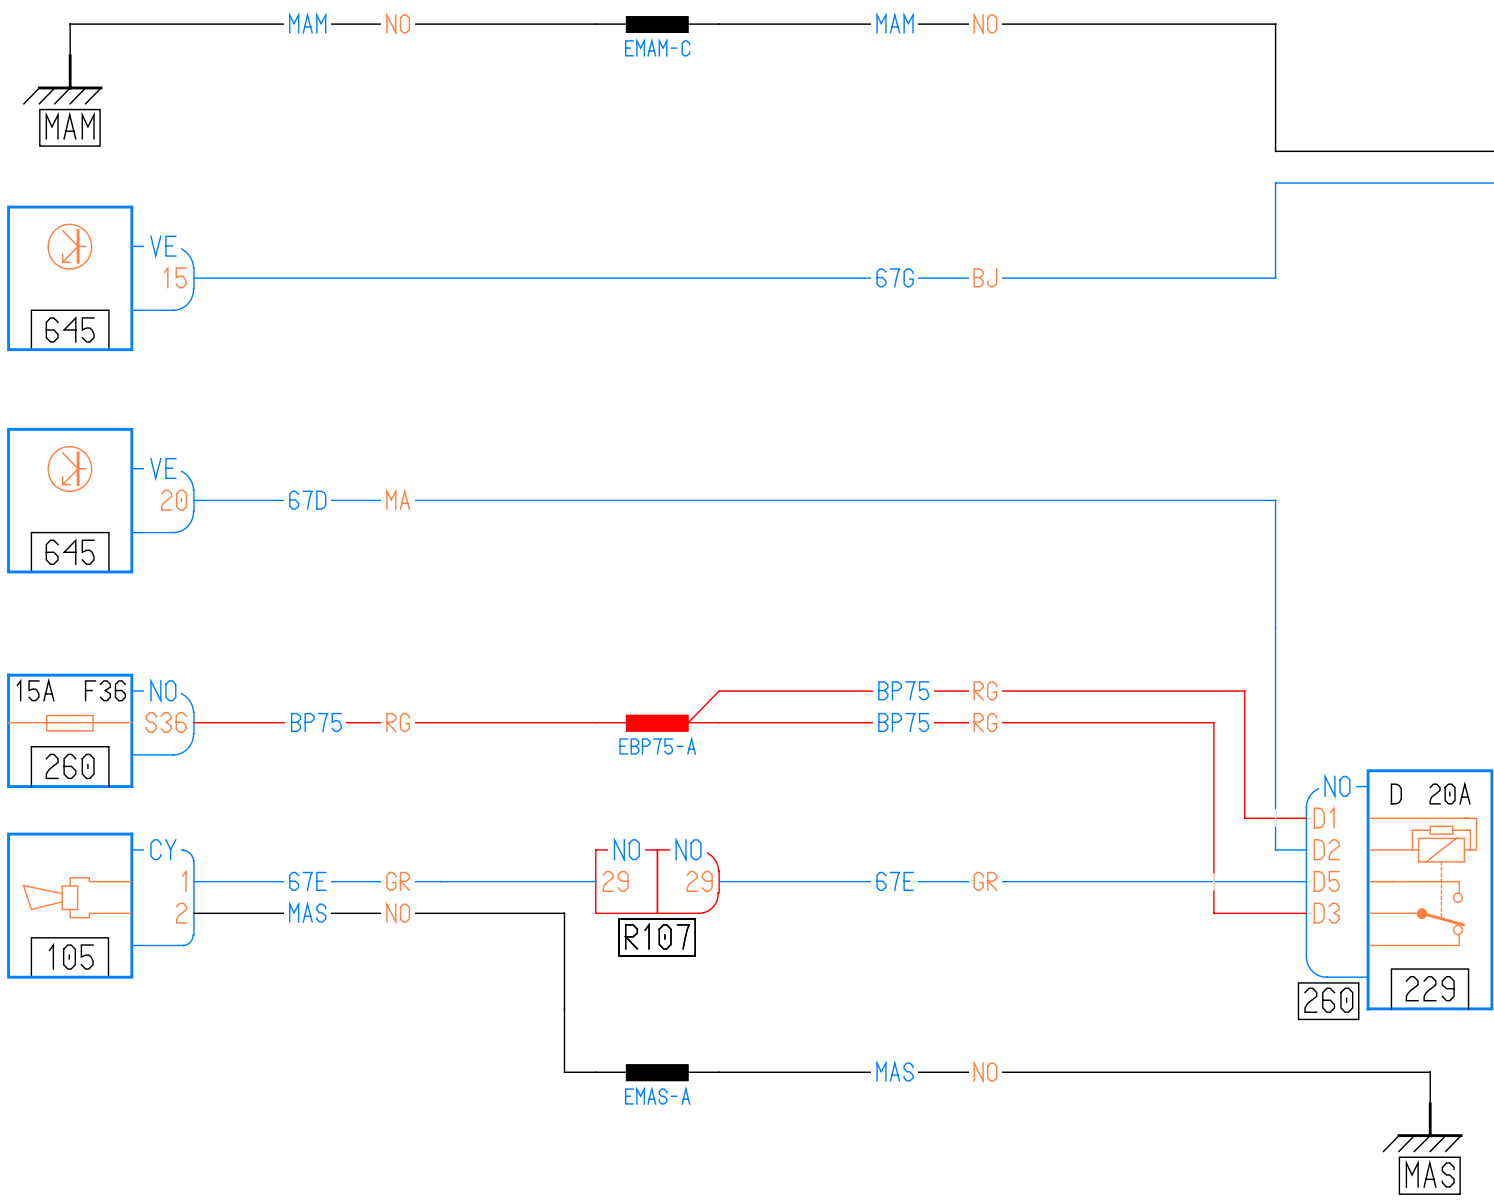 MAM NO MAM NO
EMAM-C
MAM
VE
15 67G BJ
645
VE
20 67D MA
645
15A F36 NO BP75 RG
S36 BP75 RG BP75 RG
EBP75-A
260
NO D 20A
D1
CY NO NO D2
1 67E GR 29 29 67E GR D5
2 MAS NO D3
R107
105
260 229
MAS NO
EMAS-A
MAS